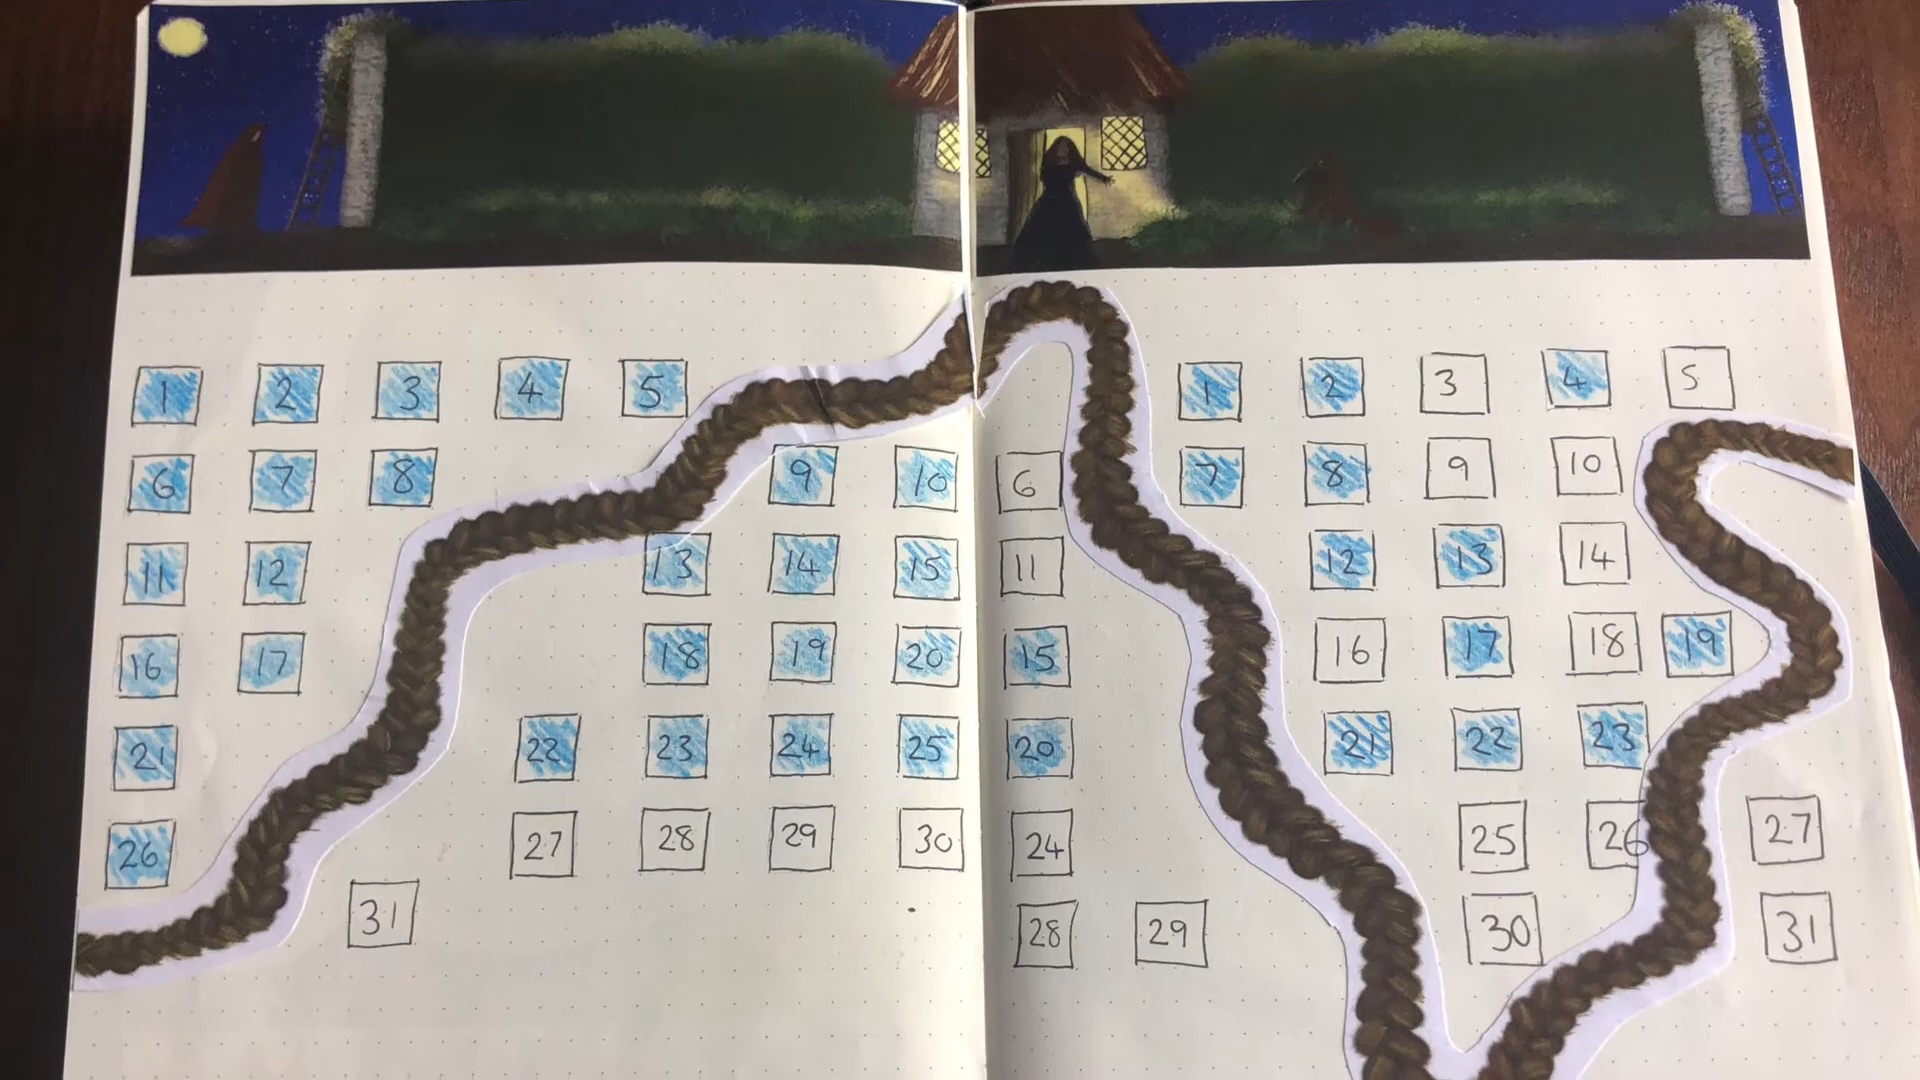 1 2 3 4 5
6 7 8 9 10
11 12 13 14 15
16 17 18 19 20
21 22 23 24 25
26 27 28 29 30
31
1 2 3 4 5
6 7 8 9 10
11 12 13 14
15 16 17 18 19
20 21 22 23
24 25 26 27
28 29 30 31